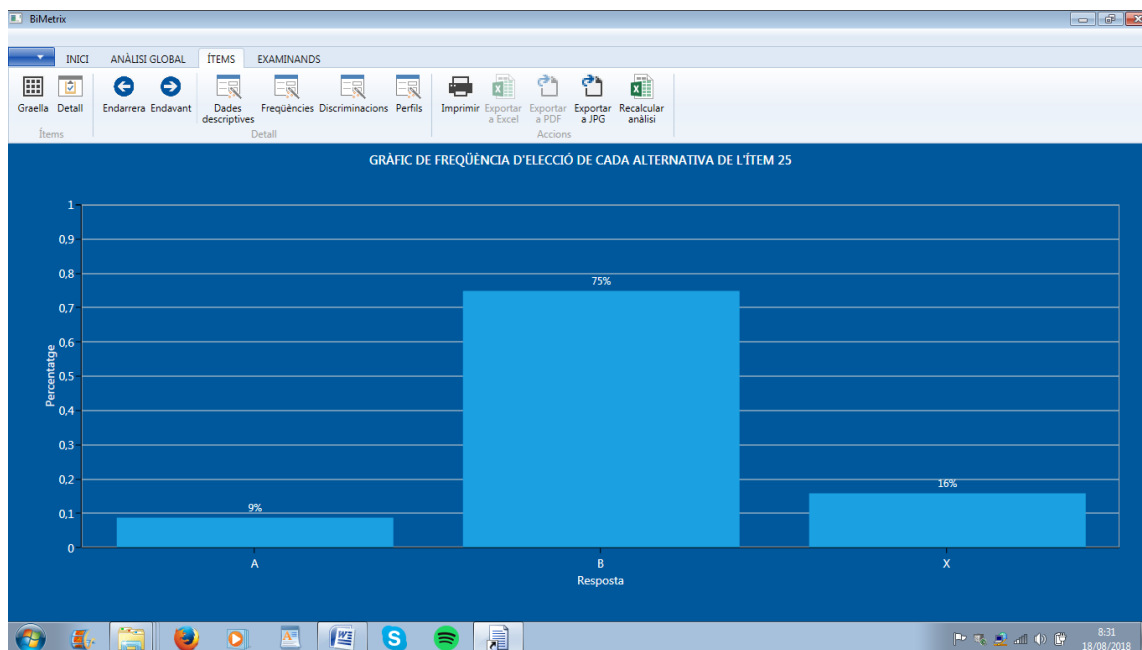 BiMetrix
INICI ANÀLISI GLOBAL ÍTEMS EXAMINANDS
Graella Detall Endarrera Endavant Dades descriptives Freqüències Discriminacions Perfils Imprimir Exportar a Excel Exportar a PDF Exportar a JPG Recalcular anàlisi
Ítems Detall Accions
GRÀFIC DE FREQÜÈNCIA D'ELECCIÓ DE CADA ALTERNATIVA DE L'ÍTEM 25
Percentatge
1
0,9
0,8
0,7
0,6
0,5
0,4
0,3
0,2
0,1
0
9%
75%
16%
A B X
Resposta
8:31
18/08/2018